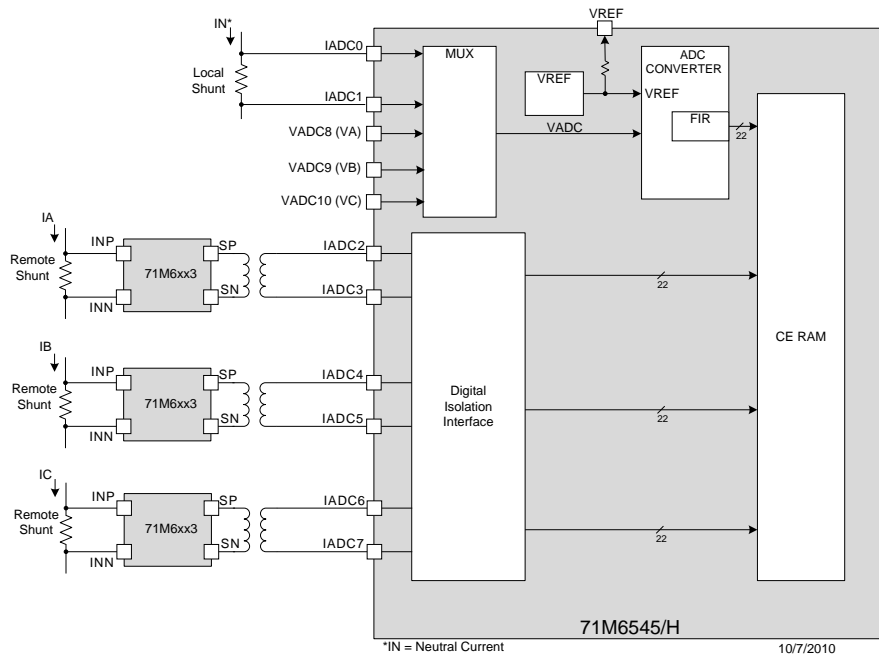 VREF
IN*
IADC0
MUX
ADC
CONVERTER
Local
Shunt
VREF
VREF
IADC1
FIR
VADC8 (VA)
VADC
22
VADC9 (VB)
VADC10 (VC)
IA
INP
SP
IADC2
Remote
Shunt
71M6xx3
SN
IADC3
INN
22
CE RAM
IB
INP
SP
IADC4
Remote
Shunt
71M6xx3
Digital
Isolation
Interface
SN
IADC5
INN
22
IC
INP
SP
IADC6
Remote
Shunt
71M6xx3
SN
IADC7
INN
22
71M6545/H
*IN = Neutral Current
10/7/2010